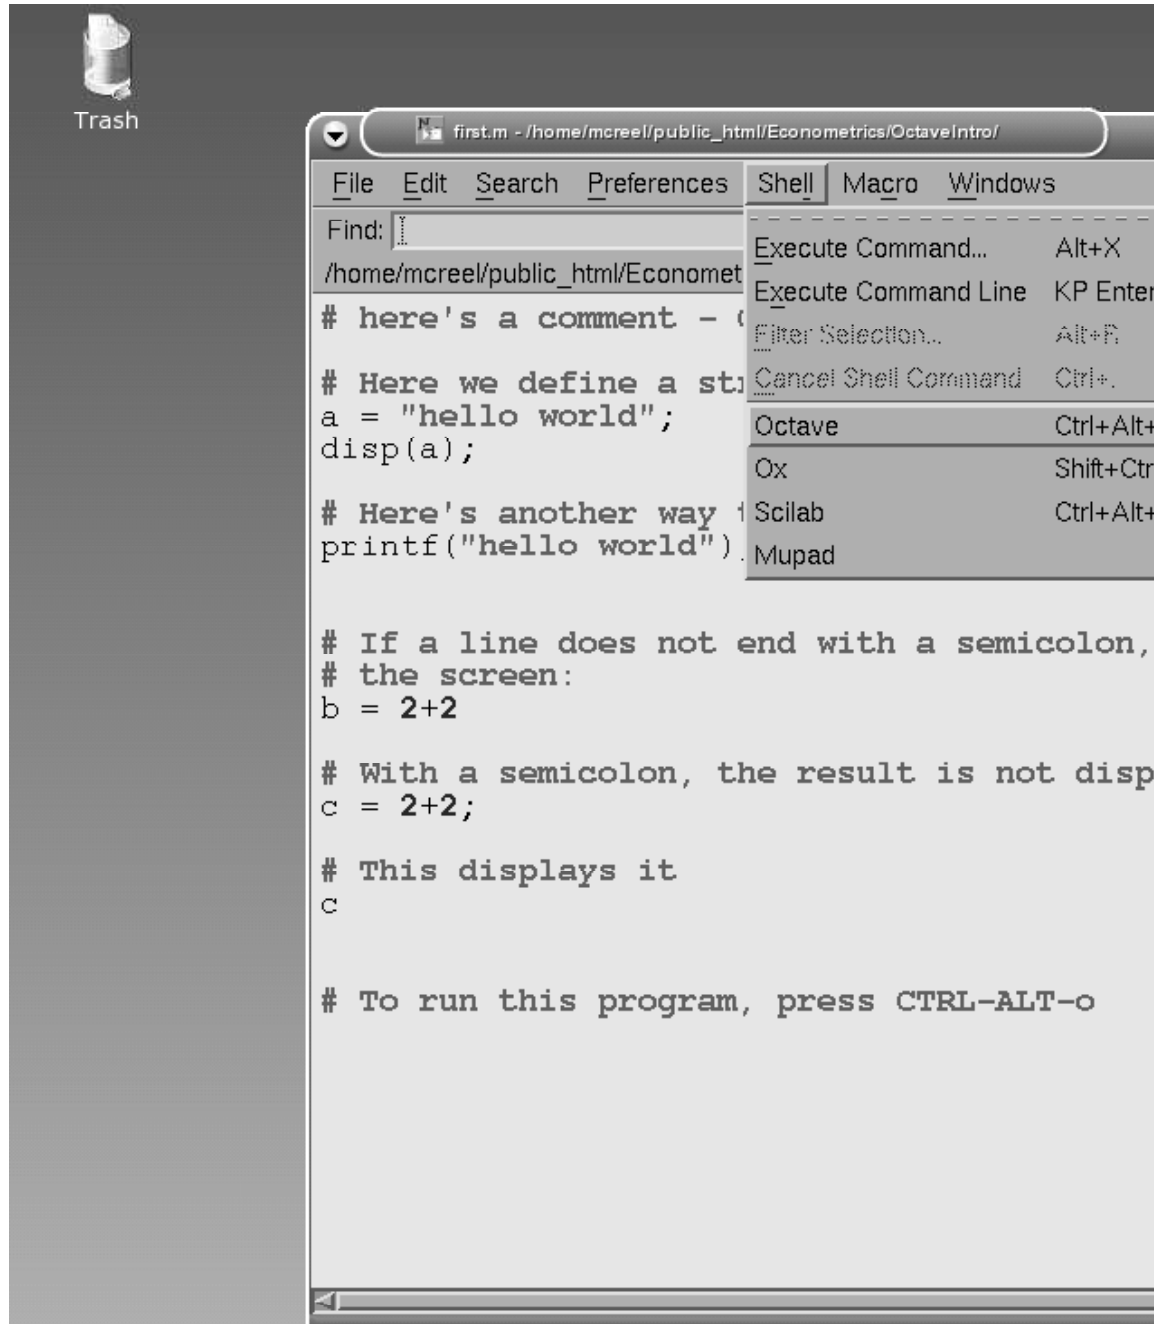 Trash
first.m - /home/mcreel/public_html/Econometrics/OctaveIntro/
File Edit Search Preferences Shell Macro Windows
Find:
/home/mcreel/public_html/Economet
Execute Command... Alt+X
Execute Command Line KP Enter
Filter Selection... Alt+R
Cancel Shell Command Ctrl+.
Octave Ctrl+Alt+
Ox Shift+Ctr
Scilab Ctrl+Alt+
Mupad
# here's a comment -
# Here we define a
a = "hello world";
disp(a);
# Here's another way
printf("hello world")
# If a line does not end with a semicolon,
# the screen:
b = 2+2
# With a semicolon, the result is not disp
c = 2+2;
# This displays it
c
# To run this program, press CTRL-ALT-o